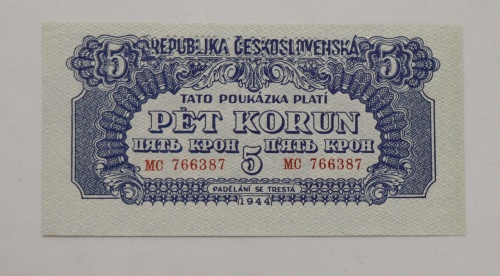 REPUBLIKA ČESKOSLOVENSKÁ
5 5
TATO POUKÁZKA PLATÍ
PĚT KORUN
ПЯТЬ КРОН 5 ПЯТЬ КРОН
MC 766387 MC 766387
PADĚLÁNÍ SE TRESTÁ
1944